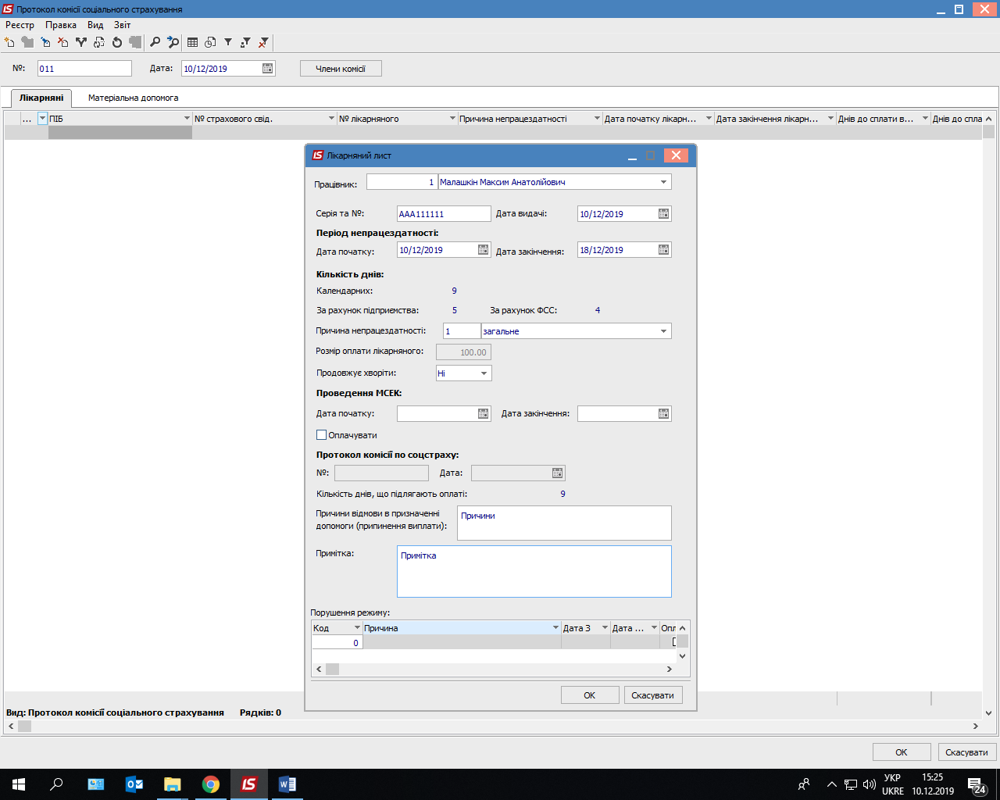 IS Протокол комісії соціального страхування
Реєстр Правка Вид Звіт
№: 011 Дата: 10/12/2019 Члени комісії
Лікарняні Матеріальна допомога
... ПІБ № страхового свід. № лікарняного Причина непрацездатності Дата початку лікарн... Дата закінчення лікарн... Днів до сплати в... Днів до спла
IS Лікарняний лист
Працівник: 1 Малашкін Максим Анатолійович
Серія та №: ААА111111 Дата видачі: 10/12/2019
Період непрацездатності:
Дата початку: 10/12/2019 Дата закінчення: 18/12/2019
Кількість днів:
Календарних: 9
За рахунок підприємства: 5 За рахунок ФСС: 4
Причина непрацездатності: 1 загальне
Розмір оплати лікарняного: 100.00
Продовжує хворіти: Ні
Проведення МСЕК:
Дата початку: Дата закінчення:
Оплачувати
Протокол комісії по соцстраху:
№: Дата:
Кількість днів, що підлягають оплаті: 9
Причини відмови в призначенні
допомоги (припинення виплати): Причини
Примітка: Примітка
Порушення режиму:
Код Причина Дата З Дата ... Опл
0
ОК Скасувати
Вид: Протокол комісії соціального страхування Рядків: 0
ОК Скасувати
IS УКР 15:25
UKRE 10.12.2019 24